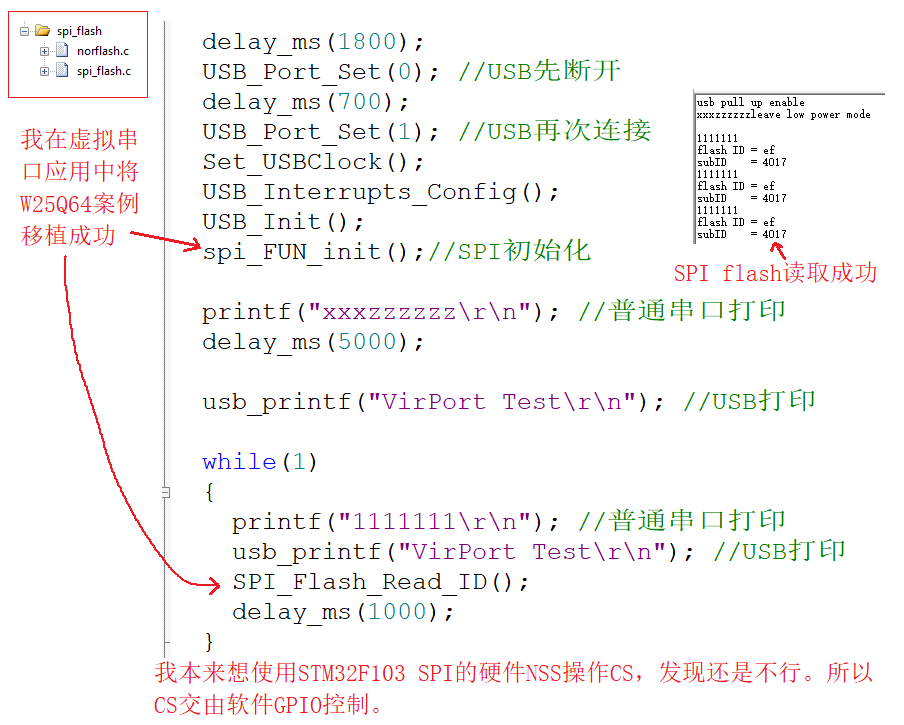 spi_flash
norflash.c
spi_flash.c
我在虚拟串
口应用中将
W25Q64案例
移植成功
delay_ms(1800);
USB_Port_Set(0); //USB先断开
delay_ms(700);
USB_Port_Set(1); //USB再次连接
Set_USBClock();
USB_Interrupts_Config();
USB_Init();
spi_FUN_init();//SPI初始化
printf("xxxzzzzzz\r\n"); //普通串口打印
delay_ms(5000);
usb_printf("VirPort Test\r\n"); //USB打印
while(1)
{
printf("1111111\r\n"); //普通串口打印
usb_printf("VirPort Test\r\n"); //USB打印
SPI_Flash_Read_ID();
delay_ms(1000);
}
usb pull up enable
xxxzzzzzzleave low power mode
1111111
flash ID = ef
subID = 4017
1111111
flash ID = ef
subID = 4017
1111111
flash ID = ef
subID = 4017
SPI flash读取成功
我本来想使用STM32F103 SPI的硬件NSS操作CS，发现还是不行。所以
CS交由软件GPIO控制。